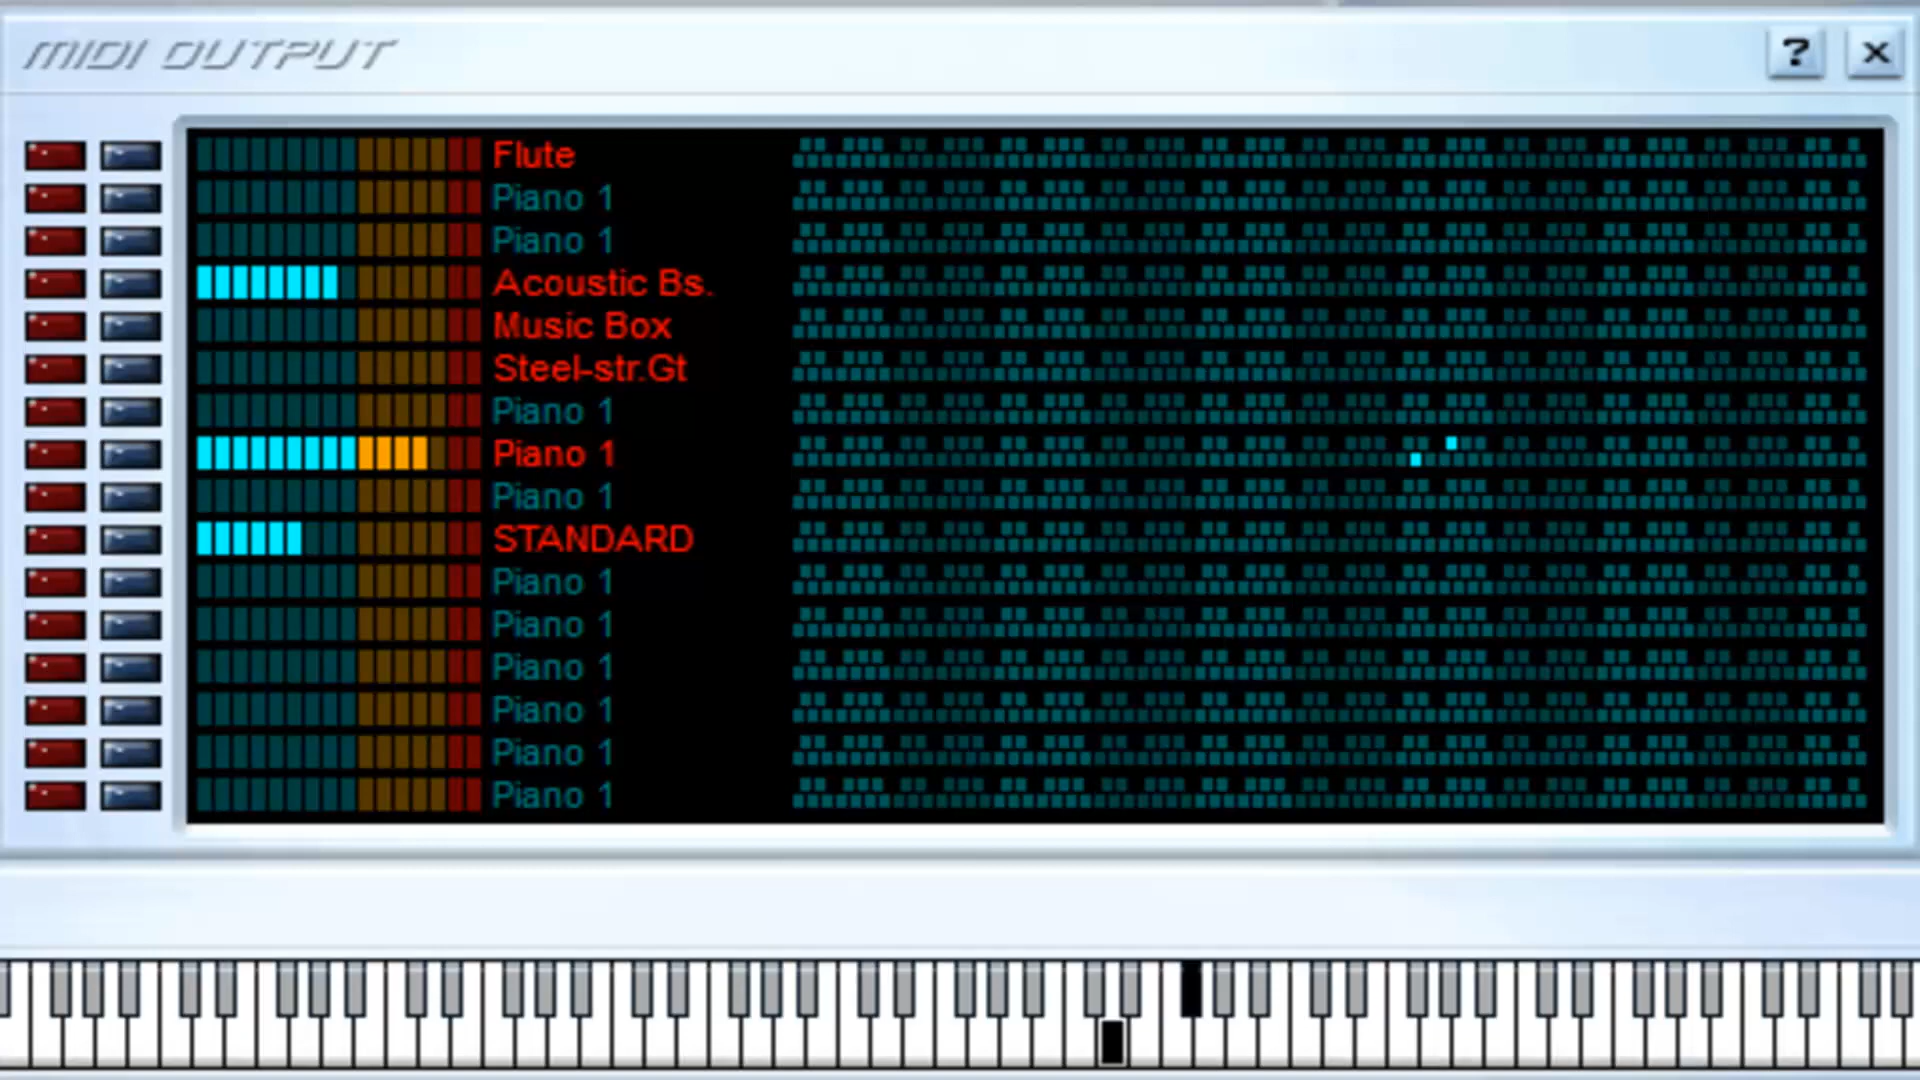 MIDI OUTPUT
?
×
Flute
Piano 1
Piano 1
Acoustic Bs.
Music Box
Steel-str.Gt
Piano 1
Piano 1
Piano 1
STANDARD
Piano 1
Piano 1
Piano 1
Piano 1
Piano 1
Piano 1